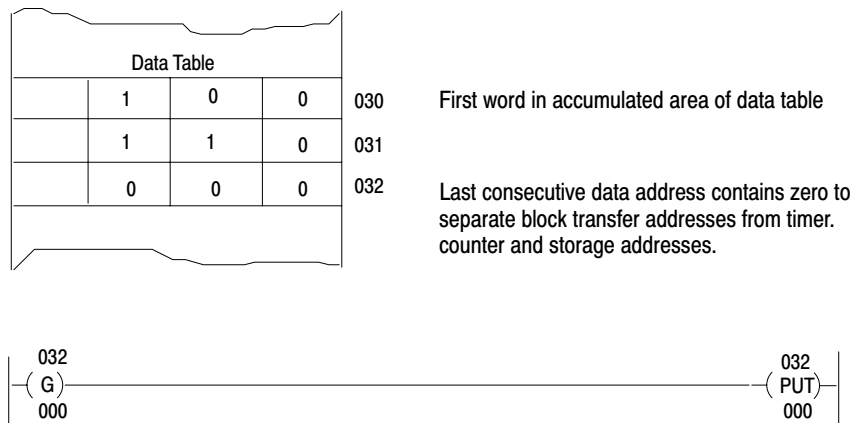 Data Table
1 0 0 030 First word in accumulated area of data table
1 1 0 031
0 0 0 032 Last consecutive data address contains zero to
separate block transfer addresses from timer.
counter and storage addresses.
032 032
G PUT
000 000